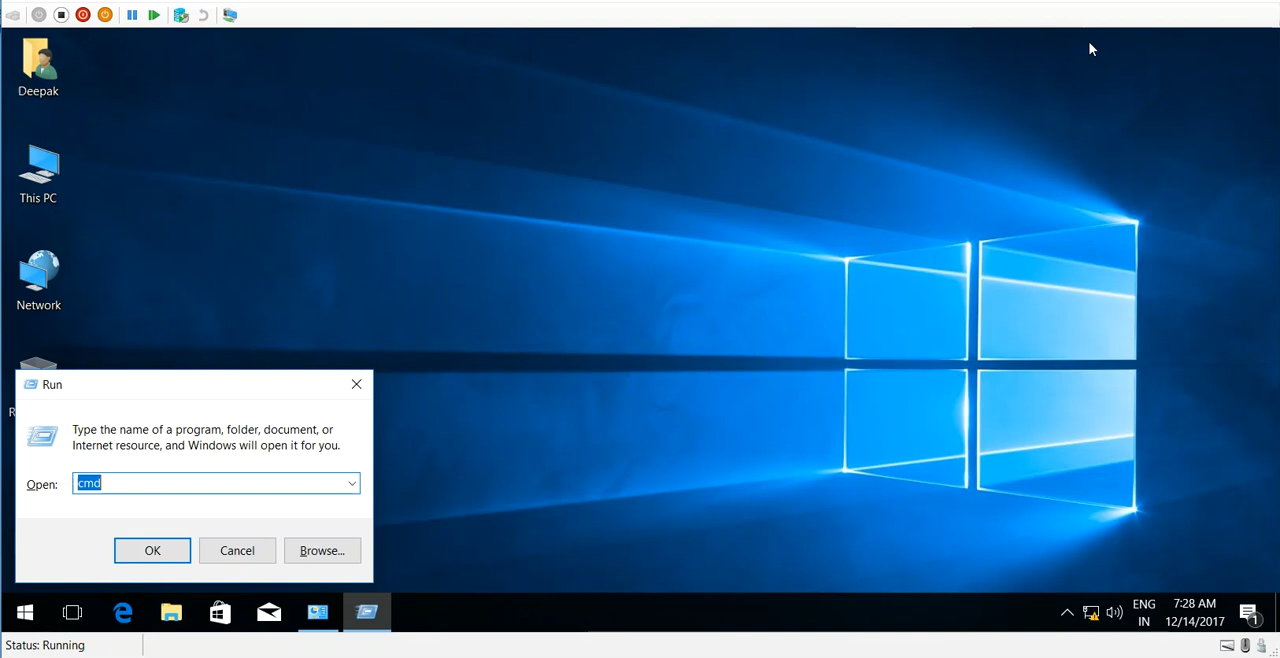 Deepak
This PC
Network
R
Run
Type the name of a program, folder, document, or
Internet resource, and Windows will open it for you.
Open: cmd
OK Cancel Browse...
ENG 7:28 AM
IN 12/14/2017 1
Status: Running